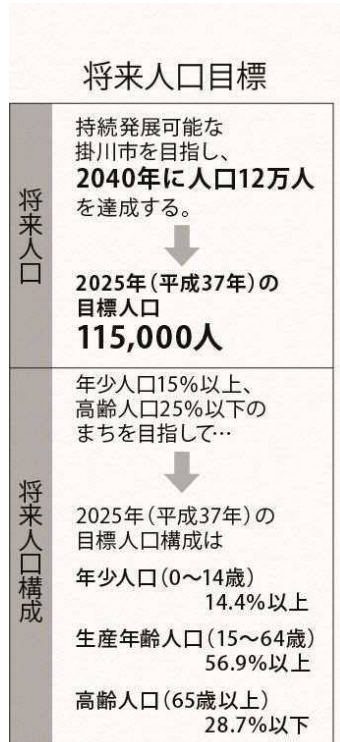 将来人口目標
将来人口
持続発展可能な
掛川市を目指し、
2040年に人口12万人
を達成する。
2025年(平成37年)の
目標人口
115,000人
将来人口構成
年少人口15%以上、
高齢人口25%以下の
まちを目指して…
2025年(平成37年)の
目標人口構成は
年少人口(0〜14歳)
14.4%以上
生産年齢人口(15〜64歳)
56.9%以上
高齢人口(65歳以上)
28.7%以下